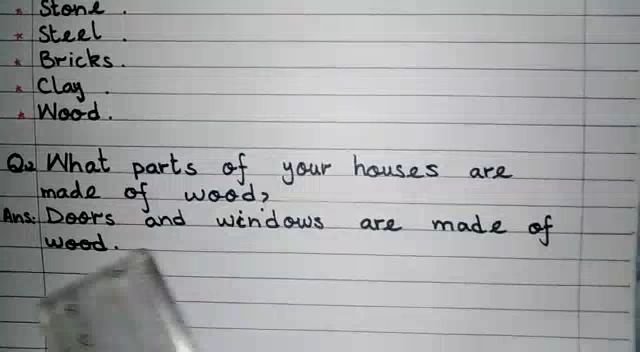 * Stone .
* Steel .
* Bricks .
* Clay .
* Wood .
Q2 What parts of your houses are
made of wood?
Ans: Doors and windows are made of
wood.